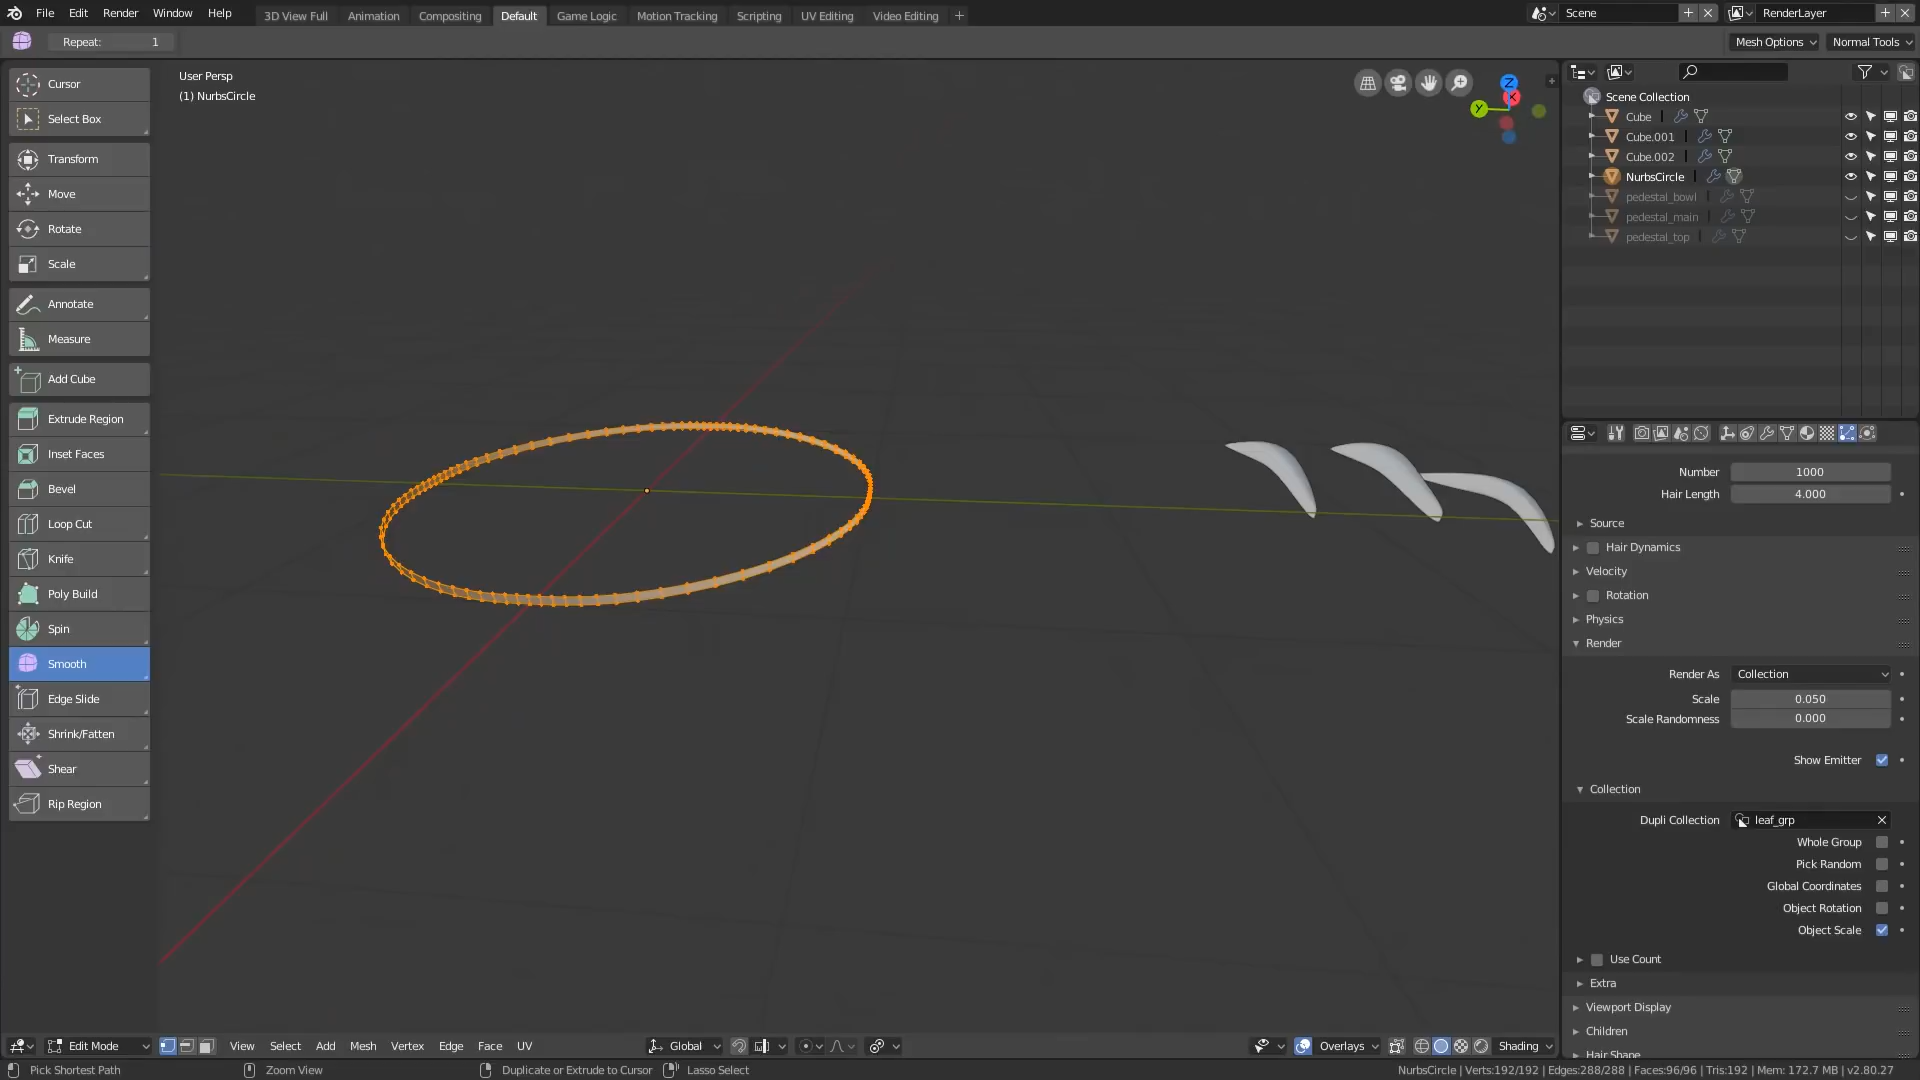 File Edit Render Window Help
3D View Full Animation Compositing Default Game Logic Motion Tracking Scripting UV Editing Video Editing
Scene
RenderLayer
Repeat: 1
Mesh Options
Normal Tools
Cursor
Select Box
Transform
Move
Rotate
Scale
Annotate
Measure
Add Cube
Extrude Region
Inset Faces
Bevel
Loop Cut
Knife
Poly Build
Spin
Smooth
Edge Slide
Shrink/Fatten
Shear
Rip Region
User Persp
(1) NurbsCircle
Z
X
Y
Scene Collection
Cube
Cube.001
Cube.002
NurbsCircle
pedestal_bowl
pedestal_main
pedestal_top
Number 1000
Hair Length 4.000
Source
Hair Dynamics
Velocity
Rotation
Physics
Render
Render As Collection
Scale 0.050
Scale Randomness 0.000
Show Emitter
Collection
Dupli Collection leaf_grp
Whole Group
Pick Random
Global Coordinates
Object Rotation
Object Scale
Use Count
Extra
Viewport Display
Children
Hair Shape
Edit Mode
View Select Add Mesh Vertex Edge Face UV
Global
Overlays
Shading
Pick Shortest Path
Zoom View
Duplicate or Extrude to Cursor
Lasso Select
NurbsCircle | Verts:192/192 | Edges:288/288 | Faces:96/96 | Tris:192 | Mem: 172.7 MB | v2.80.27